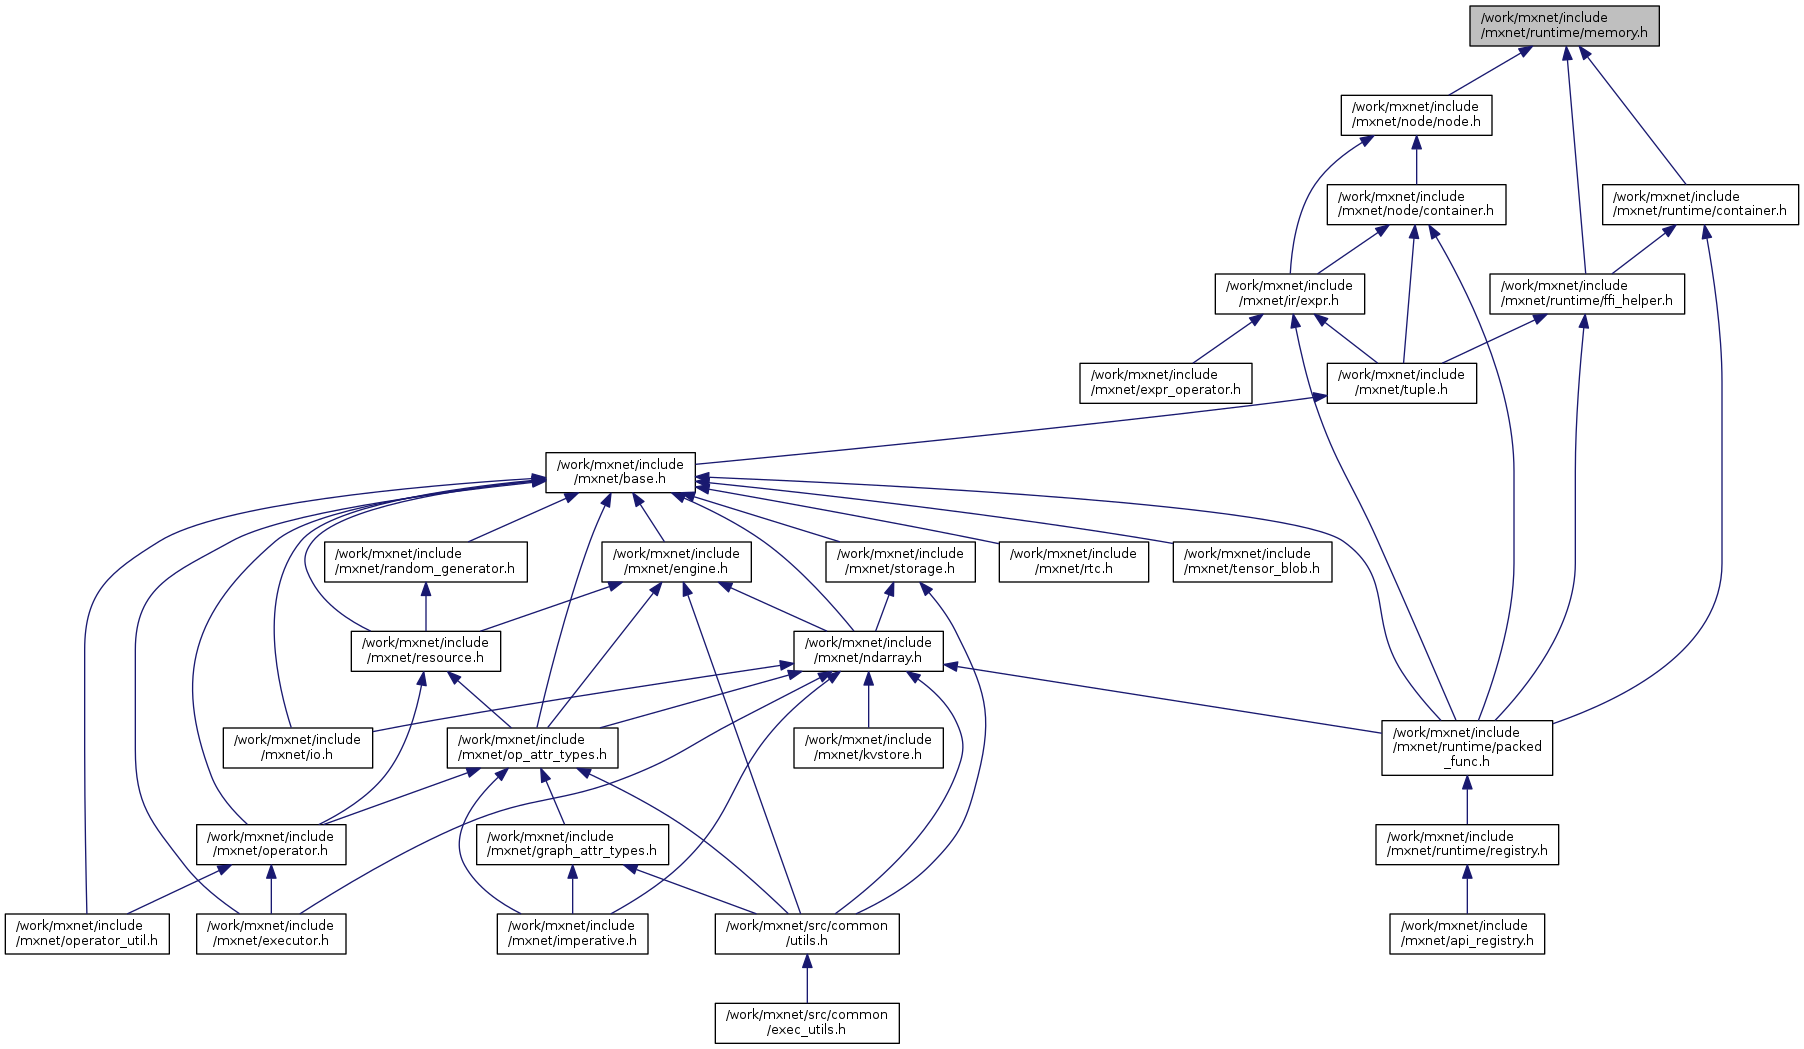 /work/mxnet/include
/mxnet/runtime/memory.h
/work/mxnet/include
/mxnet/node/node.h
/work/mxnet/include
/mxnet/node/container.h
/work/mxnet/include
/mxnet/runtime/container.h
/work/mxnet/include
/mxnet/ir/expr.h
/work/mxnet/include
/mxnet/runtime/ffi_helper.h
/work/mxnet/include
/mxnet/expr_operator.h
/work/mxnet/include
/mxnet/tuple.h
/work/mxnet/include
/mxnet/base.h
/work/mxnet/include
/mxnet/random_generator.h
/work/mxnet/include
/mxnet/engine.h
/work/mxnet/include
/mxnet/storage.h
/work/mxnet/include
/mxnet/rtc.h
/work/mxnet/include
/mxnet/tensor_blob.h
/work/mxnet/include
/mxnet/resource.h
/work/mxnet/include
/mxnet/ndarray.h
/work/mxnet/include
/mxnet/io.h
/work/mxnet/include
/mxnet/op_attr_types.h
/work/mxnet/include
/mxnet/kvstore.h
/work/mxnet/include
/mxnet/runtime/packed
_func.h
/work/mxnet/include
/mxnet/operator.h
/work/mxnet/include
/mxnet/graph_attr_types.h
/work/mxnet/include
/mxnet/runtime/registry.h
/work/mxnet/include
/mxnet/operator_util.h
/work/mxnet/include
/mxnet/executor.h
/work/mxnet/include
/mxnet/imperative.h
/work/mxnet/src/common
/utils.h
/work/mxnet/include
/mxnet/api_registry.h
/work/mxnet/src/common
/exec_utils.h